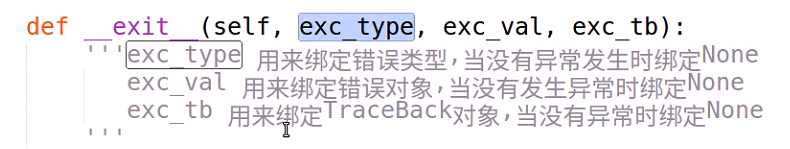 def __exit__(self, exc_type, exc_val, exc_tb):
'''exc_type 用来绑定错误类型,当没有异常发生时绑定None
exc_val 用来绑定错误对象,当没有发生异常时绑定None
exc_tb 用来绑定TraceBack对象,当没有异常时绑定None
'''